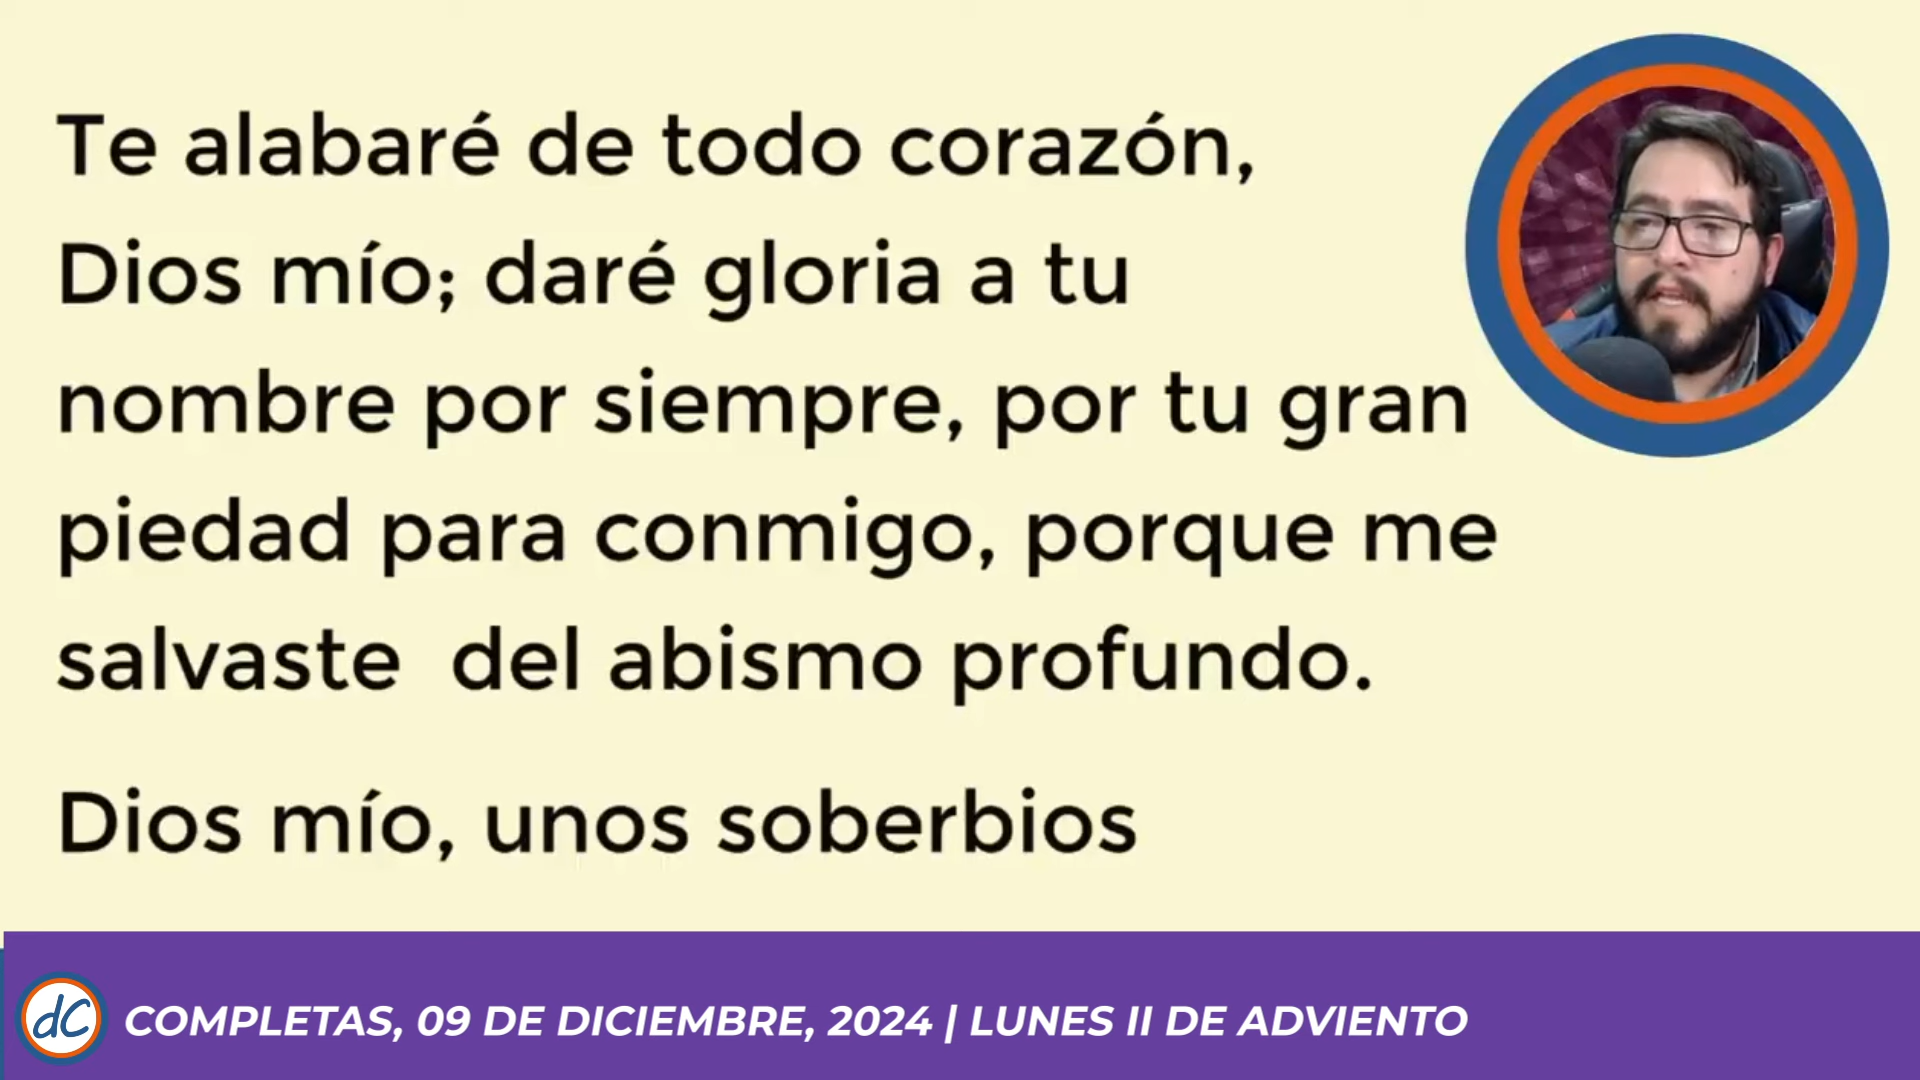 Te alabaré de todo corazón,
Dios mío; daré gloria a tu
nombre por siempre, por tu gran
piedad para conmigo, porque me
salvaste  del abismo profundo.
Dios mío, unos soberbios
dC
COMPLETAS, 09 DE DICIEMBRE, 2024 | LUNES II DE ADVIENTO